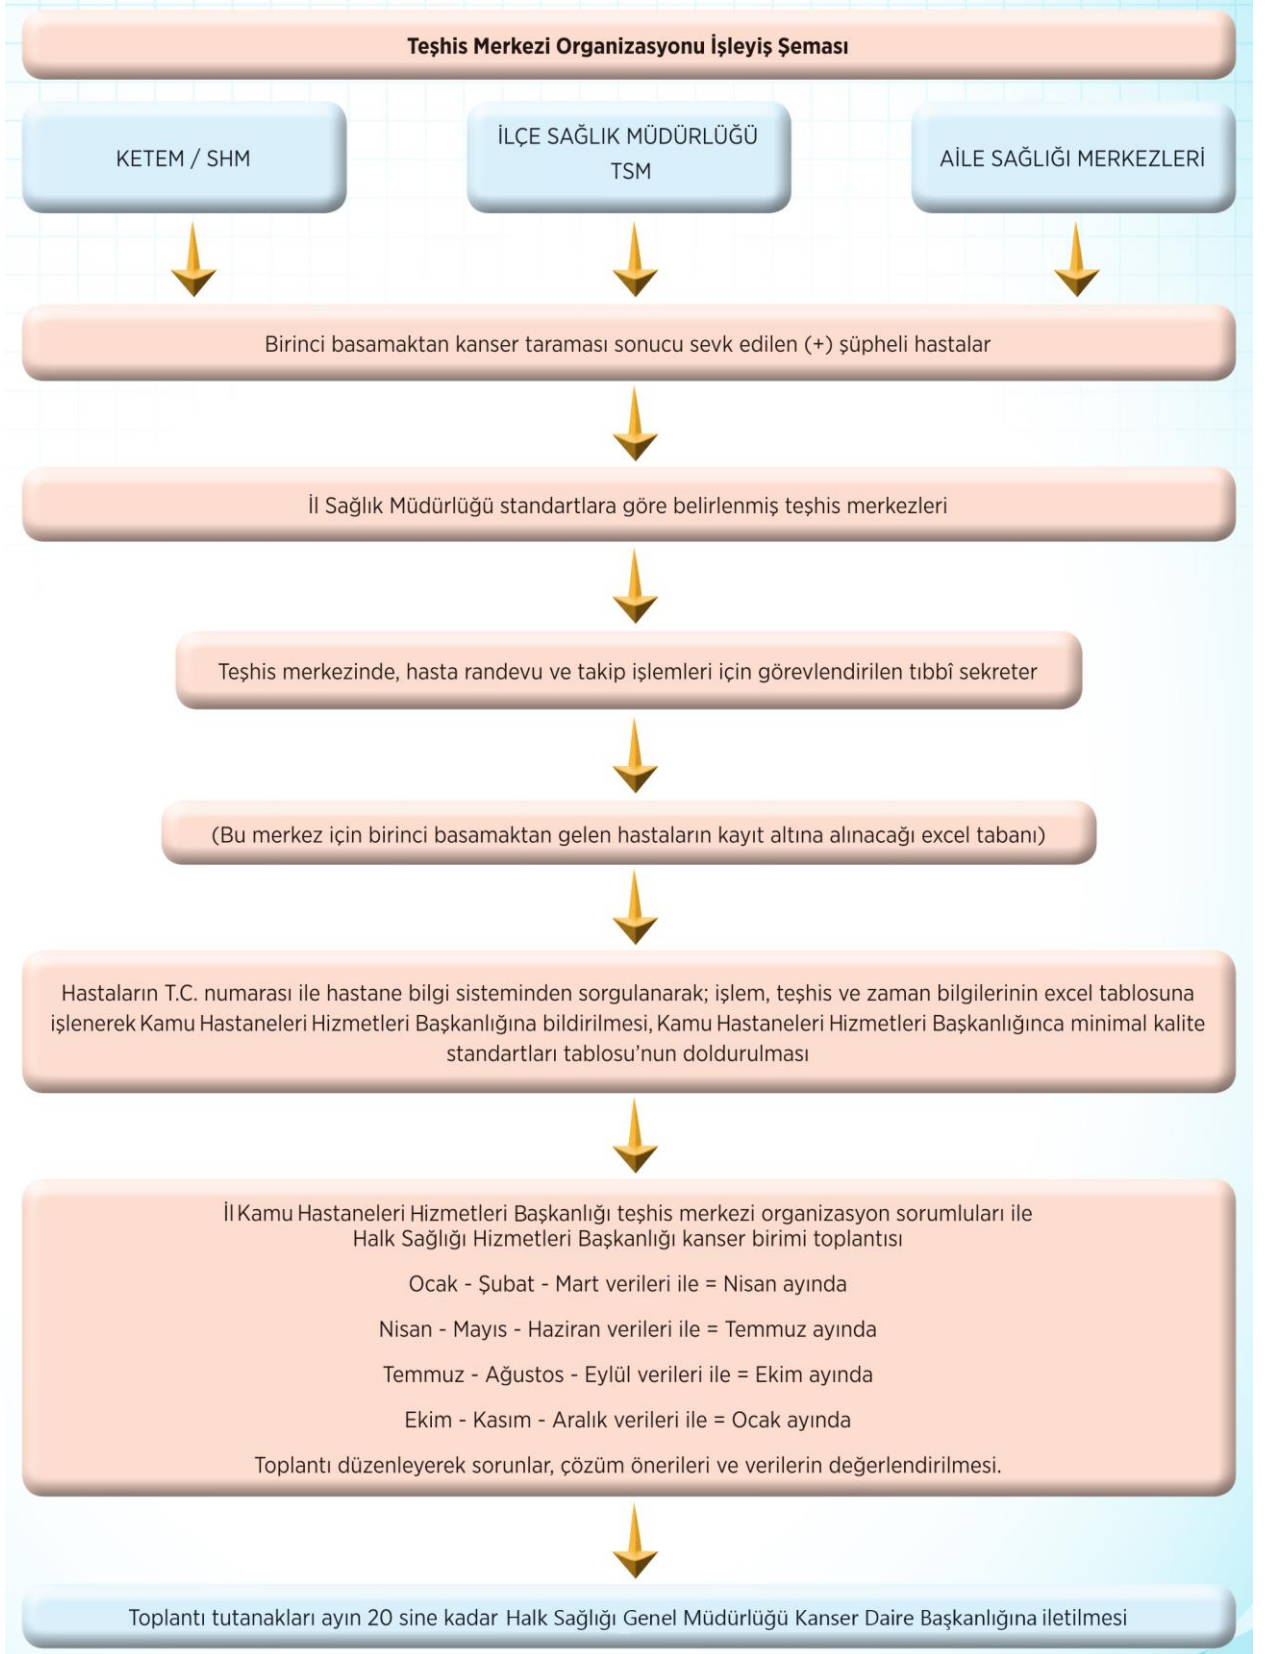 Teşhis Merkezi Organizasyonu İşleyiş Şeması
KETEM / SHM
İLÇE SAĞLIK MÜDÜRLÜĞÜ
TSM
AİLE SAĞLIĞI MERKEZLERİ
Birinci basamaktan kanser taraması sonucu sevk edilen (+) şüpheli hastalar
İl Sağlık Müdürlüğü standartlara göre belirlenmiş teşhis merkezleri
Teşhis merkezinde, hasta randevu ve takip işlemleri için görevlendirilen tıbbî sekreter
(Bu merkez için birinci basamaktan gelen hastaların kayıt altına alınacağı excel tabanı)
Hastaların T.C. numarası ile hastane bilgi sisteminden sorgulanarak; işlem, teşhis ve zaman bilgilerinin excel tablosuna
işlenerek Kamu Hastaneleri Hizmetleri Başkanlığına bildirilmesi, Kamu Hastaneleri Hizmetleri Başkanlığınca minimal kalite
standartları tablosu’nun doldurulması
İl Kamu Hastaneleri Hizmetleri Başkanlığı teşhis merkezi organizasyon sorumluları ile
Halk Sağlığı Hizmetleri Başkanlığı kanser birimi toplantısı
Ocak - Şubat - Mart verileri ile = Nisan ayında
Nisan - Mayıs - Haziran verileri ile = Temmuz ayında
Temmuz - Ağustos - Eylül verileri ile = Ekim ayında
Ekim - Kasım - Aralık verileri ile = Ocak ayında
Toplantı düzenleyerek sorunlar, çözüm önerileri ve verilerin değerlendirilmesi.
Toplantı tutanakları ayın 20 sine kadar Halk Sağlığı Genel Müdürlüğü Kanser Daire Başkanlığına iletilmesi